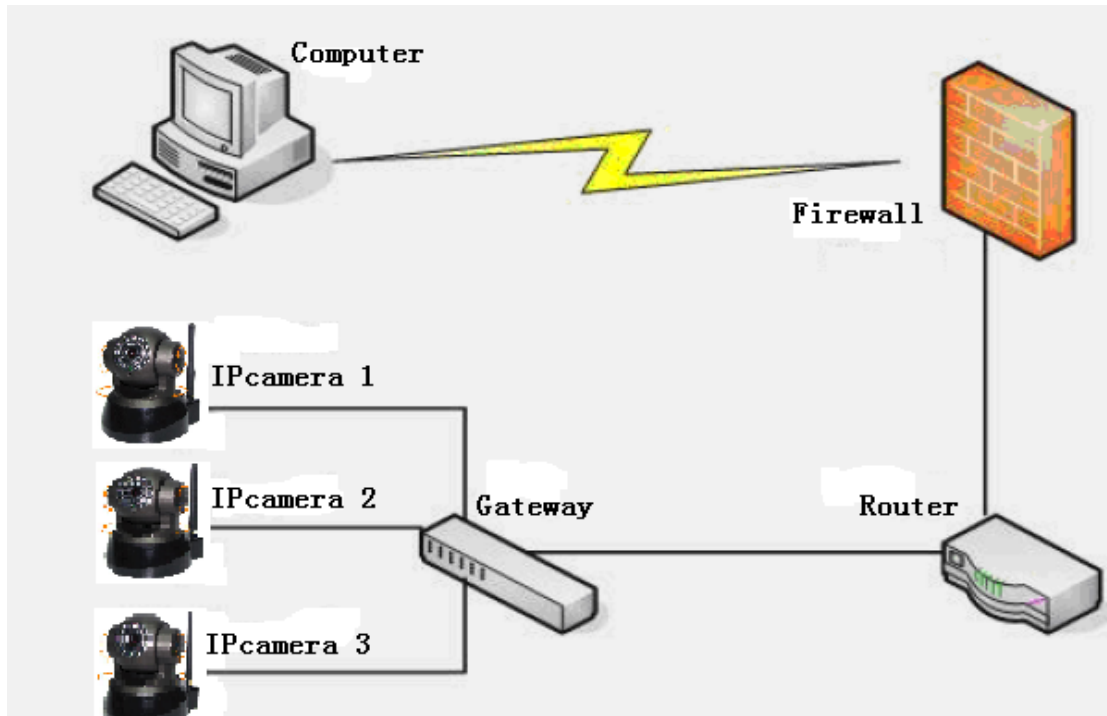 Computer
Firewall
IPcamera 1
IPcamera 2
Gateway
Router
IPcamera 3